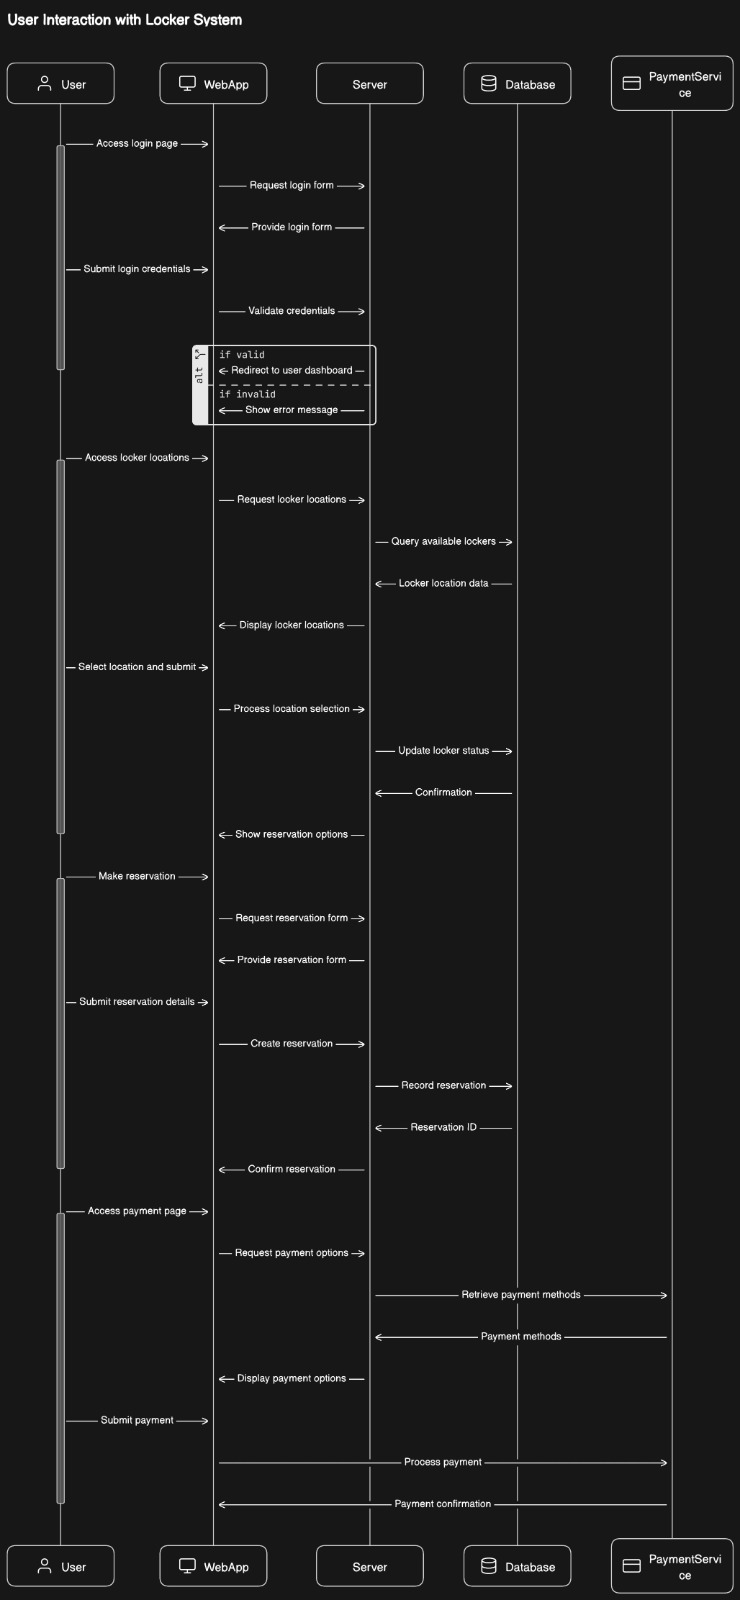 User Interaction with Locker System
User
WebApp
Server
Database
PaymentServi
ce
Access login page
Request login form
Provide login form
Submit login credentials
Validate credentials
alt
if valid
Redirect to user dashboard
if invalid
Show error message
Access locker locations
Request locker locations
Query available lockers
Locker location data
Display locker locations
Select location and submit
Process location selection
Update locker status
Confirmation
Show reservation options
Make reservation
Request reservation form
Provide reservation form
Submit reservation details
Create reservation
Record reservation
Reservation ID
Confirm reservation
Access payment page
Request payment options
Retrieve payment methods
Payment methods
Display payment options
Submit payment
Process payment
Payment confirmation
User
WebApp
Server
Database
PaymentServi
ce